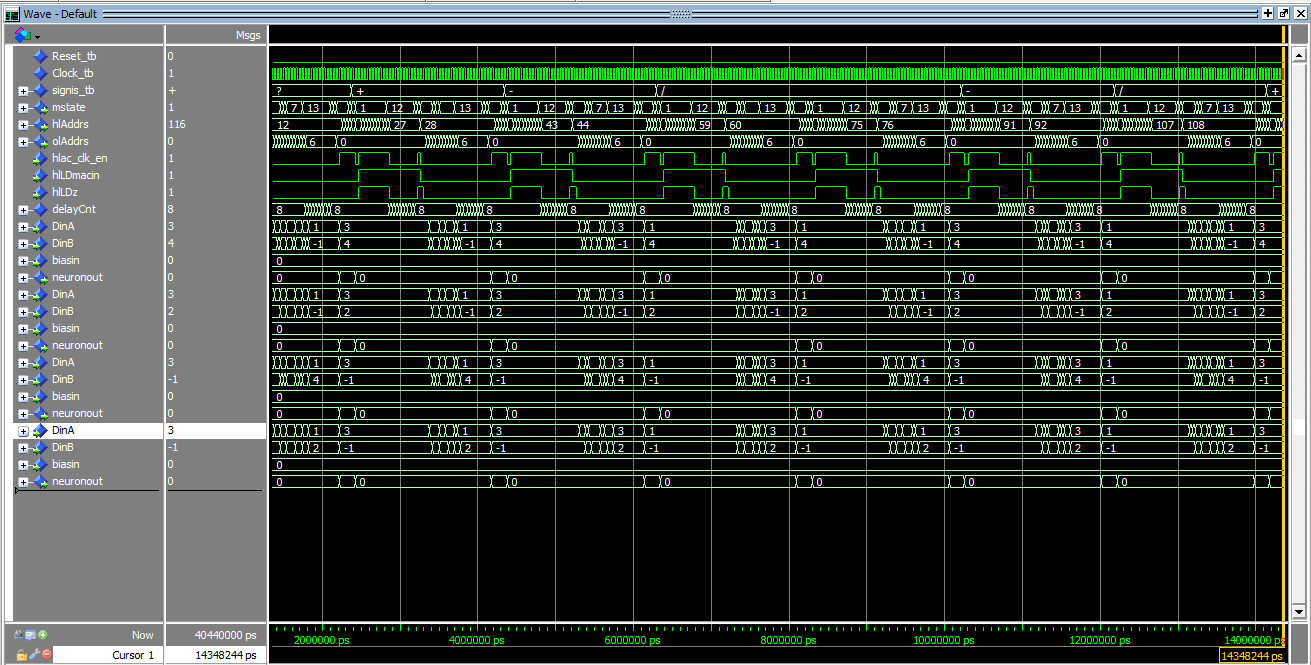 Wave - Default
Msgs
Reset_tb 0
Clock_tb 1
signis_tb + ? + - / - / +
mstate 1 7 13 1 12 13 1 12 7 13 1 12 13 1 12 7 13 1 12 7 13 1 12 7 13
hlAddrs 116 12 27 28 43 44 59 60 75 76 91 92 107 108
olAddrs 0 6 0 6 0 6 0 6 0 6 0 6 0 6 0
hlac_clk_en 1
hlLDmacin 1
hlLDz 1
delayCnt 8 8 8 8 8 8 8 8 8 8 8 8 8 8 8
DinA 3 1 3 1 3 3 1 3 1 1 3 3 1 1 3
DinB 4 -1 4 -1 4 -1 4 -1 4 -1 4 -1 4 -1 4
biasin 0 0
neuronout 0 0 0 0 0 0 0 0
DinA 3 1 3 1 3 3 1 3 1 1 3 3 1 1 3
DinB 2 -1 2 -1 2 -1 2 -1 2 -1 2 -1 2 -1 2
biasin 0 0
neuronout 0 0 0 0 0 0
DinA 3 1 3 1 3 3 1 3 1 1 3 3 1 1 3
DinB -1 4 -1 4 -1 4 -1 4 -1 4 -1 4 -1 4 -1
biasin 0 0
neuronout 0 0 0 0 0 0 0 0
DinA 3 1 3 1 3 3 1 3 1 1 3 3 1 1 3
DinB -1 2 -1 2 -1 2 -1 2 -1 2 -1 2 -1 2 -1
biasin 0 0
neuronout 0 0 0 0 0 0 0 0
Now 40440000 ps 2000000 ps 4000000 ps 6000000 ps 8000000 ps 10000000 ps 12000000 ps 14000000 ps
Cursor 1 14348244 ps 14348244 ps